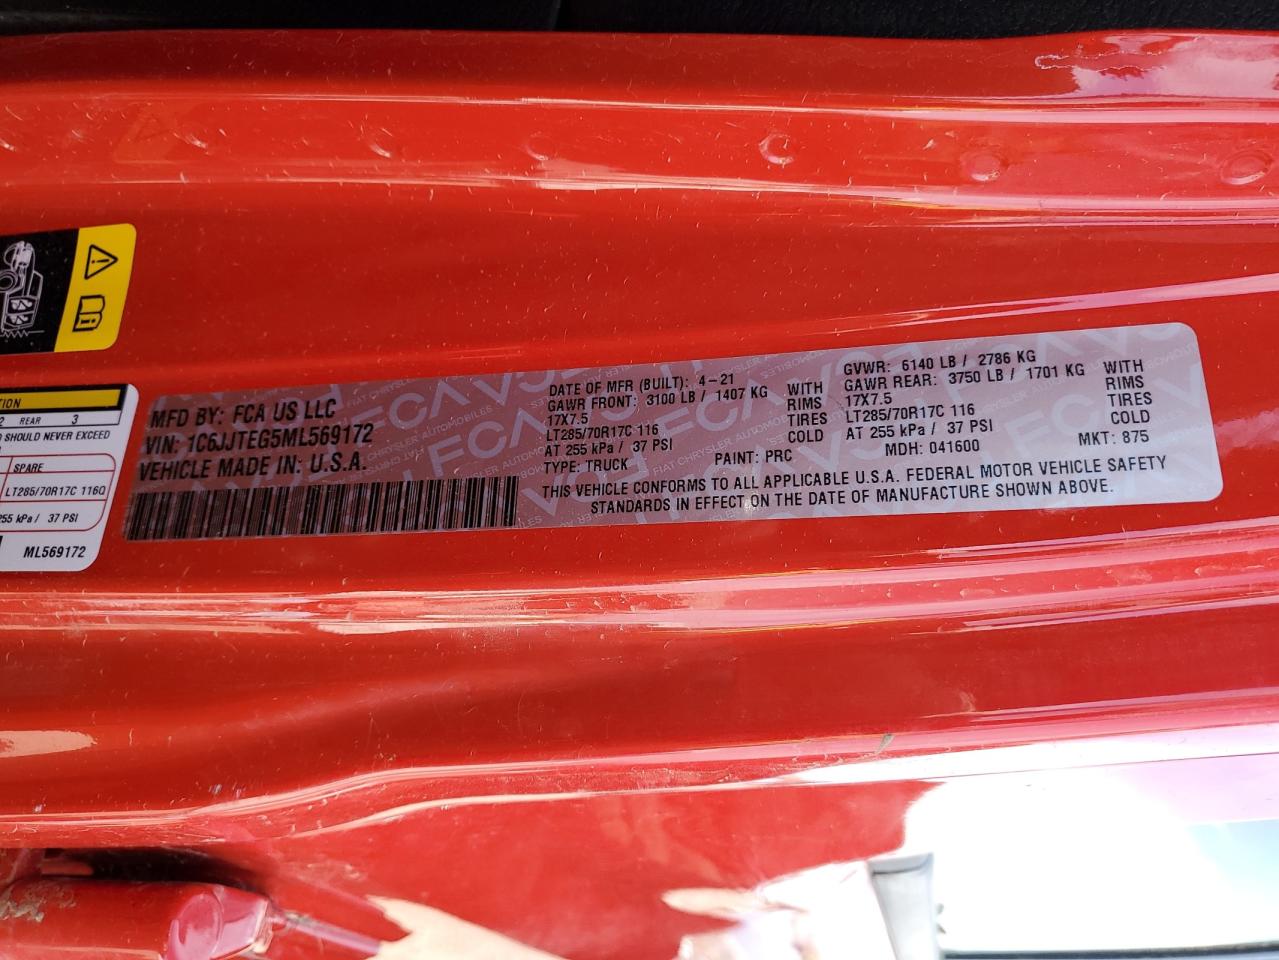 MFD BY: FCA US LLC
VIN: 1C6JJTEG5ML569172
VEHICLE MADE IN: U.S.A.
DATE OF MFR (BUILT): 4-21
GAWR FRONT: 3100 LB / 1407 KG WITH
17X7.5 RIMS
LT285/70R17C 116 TIRES
AT 255 kPa / 37 PSI COLD
TYPE: TRUCK PAINT: PRC
GVWR: 6140 LB / 2786 KG
GAWR REAR: 3750 LB / 1701 KG WITH
17X7.5 RIMS
LT285/70R17C 116 TIRES
AT 255 kPa / 37 PSI COLD
MDH: 041600 MKT: 875
THIS VEHICLE CONFORMS TO ALL APPLICABLE U.S.A. FEDERAL MOTOR VEHICLE SAFETY
STANDARDS IN EFFECT ON THE DATE OF MANUFACTURE SHOWN ABOVE.
TION
2 REAR 3
SHOULD NEVER EXCEED
SPARE
LT285/70R17C 116Q
255 kPa / 37 PSI
ML569172